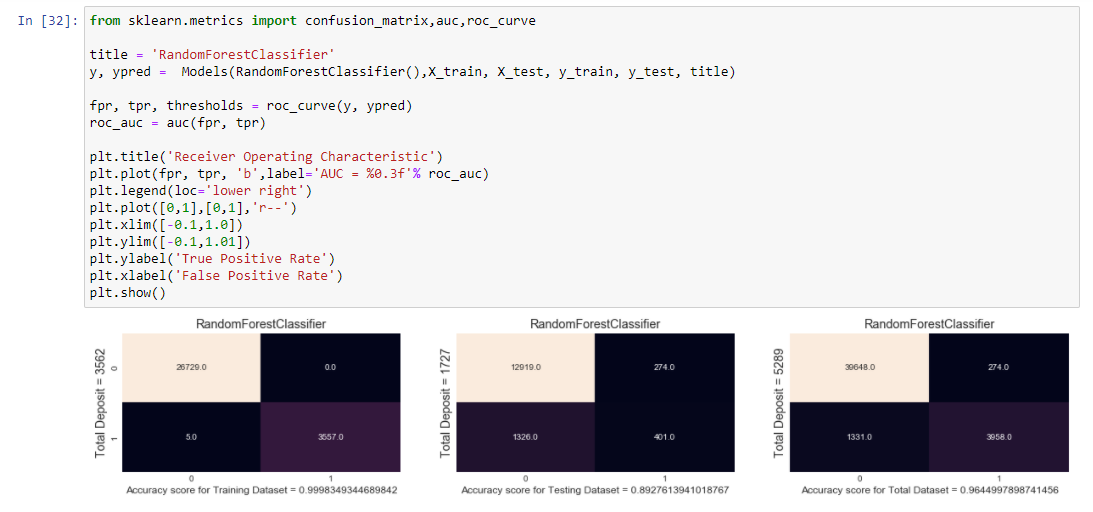 In [32]:
from sklearn.metrics import confusion_matrix,auc,roc_curve
title = 'RandomForestClassifier'
y, ypred =  Models(RandomForestClassifier(),X_train, X_test, y_train, y_test, title)
fpr, tpr, thresholds = roc_curve(y, ypred)
roc_auc = auc(fpr, tpr)
plt.title('Receiver Operating Characteristic')
plt.plot(fpr, tpr, 'b',label='AUC = %0.3f'% roc_auc)
plt.legend(loc='lower right')
plt.plot([0,1],[0,1],'r--')
plt.xlim([-0.1,1.0])
plt.ylim([-0.1,1.01])
plt.ylabel('True Positive Rate')
plt.xlabel('False Positive Rate')
plt.show()
RandomForestClassifier
Total Deposit = 3562
0
26729.0
0.0
1
5.0
3557.0
0
1
Accuracy score for Training Dataset = 0.9998349344689842
RandomForestClassifier
Total Deposit = 1727
12919.0
274.0
1326.0
401.0
0
1
Accuracy score for Testing Dataset = 0.8927613941018767
RandomForestClassifier
Total Deposit = 5289
39648.0
274.0
1331.0
3958.0
0
1
Accuracy score for Total Dataset = 0.9644997898741456